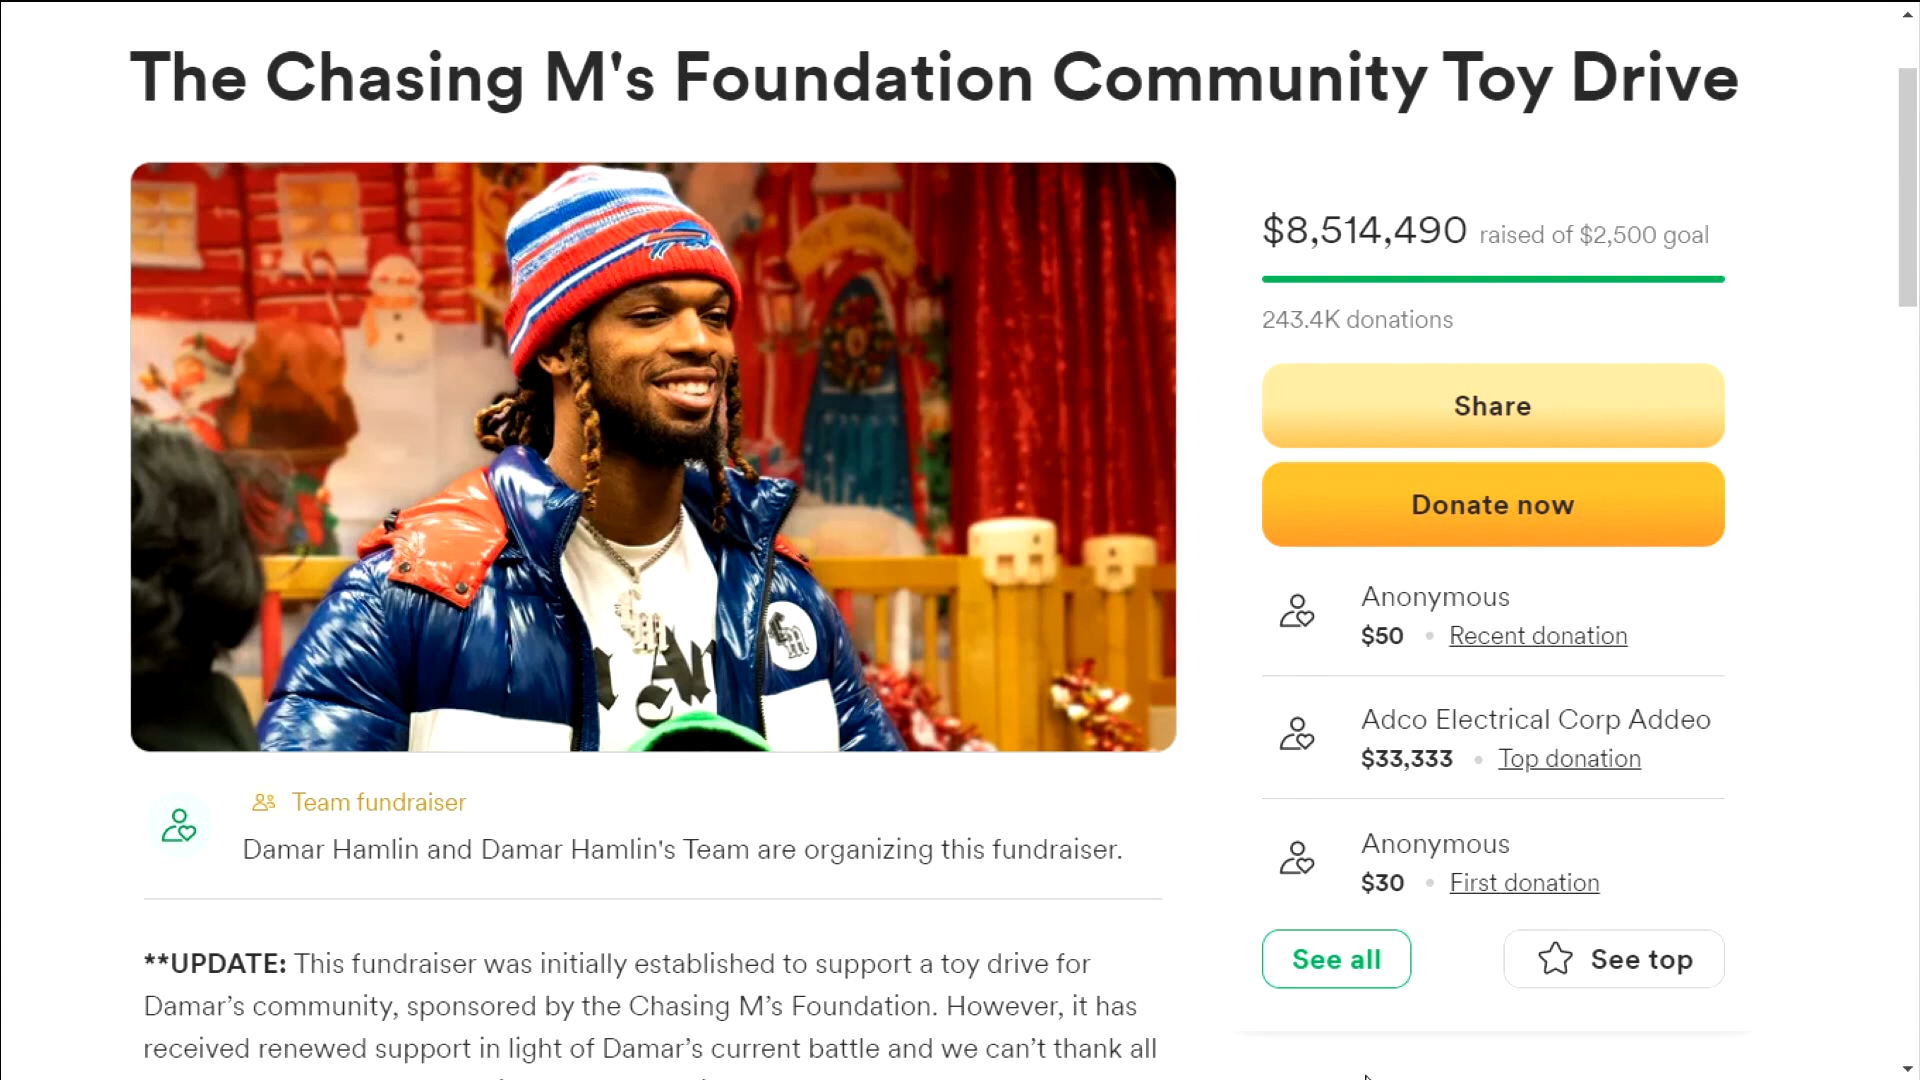 The Chasing M's Foundation Community Toy Drive
$8,514,490 raised of $2,500 goal
243.4K donations
Share
Donate now
Anonymous
$50 • Recent donation
Adco Electrical Corp Addeo
$33,333 • Top donation
Anonymous
$30 • First donation
See all
See top
Team fundraiser
Damar Hamlin and Damar Hamlin's Team are organizing this fundraiser.
**UPDATE: This fundraiser was initially established to support a toy drive for
Damar’s community, sponsored by the Chasing M’s Foundation. However, it has
received renewed support in light of Damar’s current battle and we can’t thank all